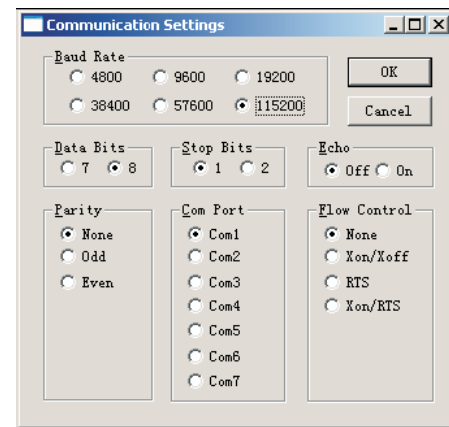 Communication Settings
Baud Rate
4800 9600 19200
38400 57600 115200
OK
Cancel
Data Bits
7 8
Stop Bits
1 2
Echo
Off On
Parity
None
Odd
Even
Com Port
Com1
Com2
Com3
Com4
Com5
Com6
Com7
Flow Control
None
Xon/Xoff
RTS
Xon/RTS